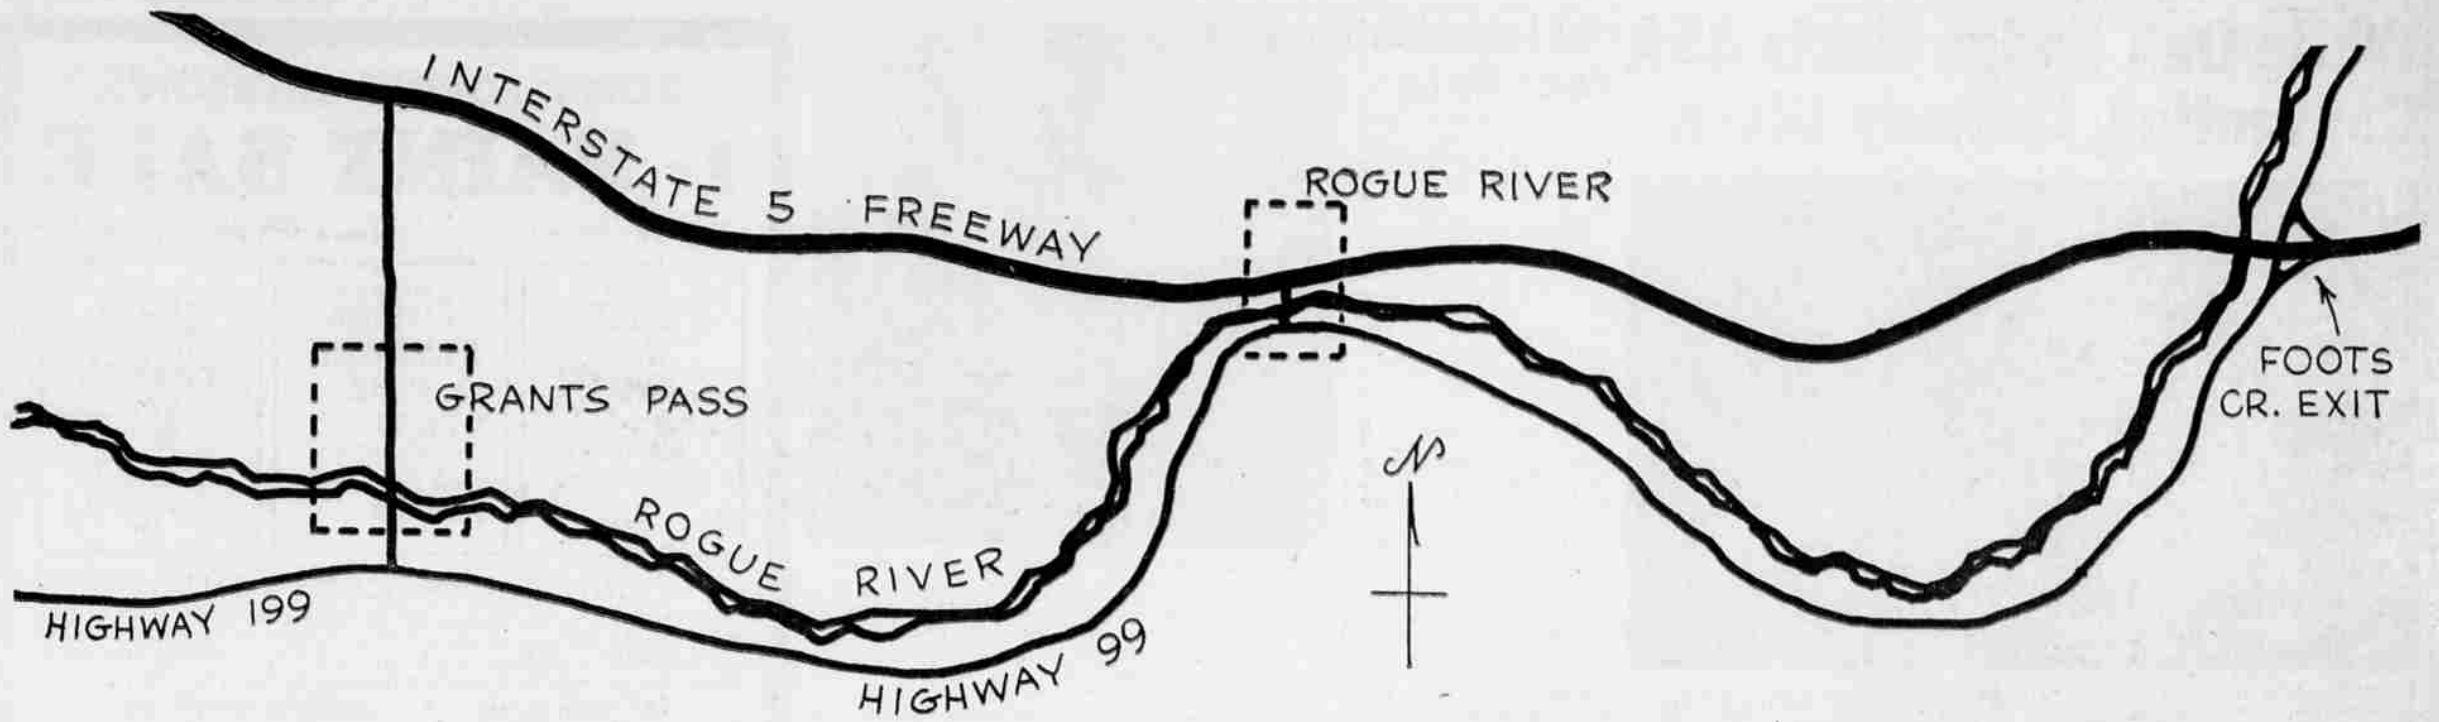 INTERSTATE 5 FREEWAY
ROGUE RIVER
GRANTS PASS
FOOTS
CR. EXIT
N
ROGUE RIVER
HIGHWAY 199
HIGHWAY 99